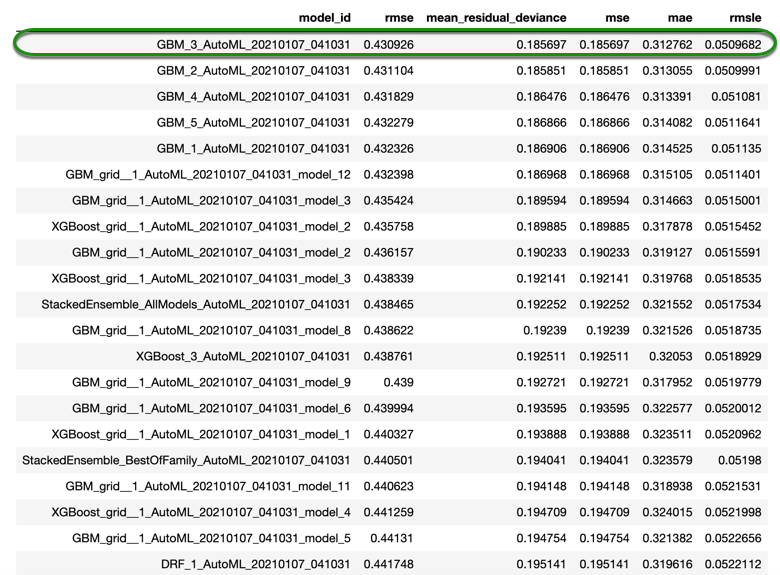 model_id rmse mean_residual_deviance mse mae rmsle
GBM_3_AutoML_20210107_041031 0.430926 0.185697 0.185697 0.312762 0.0509682
GBM_2_AutoML_20210107_041031 0.431104 0.185851 0.185851 0.313055 0.0509991
GBM_4_AutoML_20210107_041031 0.431829 0.186476 0.186476 0.313391 0.051081
GBM_5_AutoML_20210107_041031 0.432279 0.186866 0.186866 0.314082 0.0511641
GBM_1_AutoML_20210107_041031 0.432326 0.186906 0.186906 0.314525 0.051135
GBM_grid__1_AutoML_20210107_041031_model_12 0.432398 0.186968 0.186968 0.315105 0.0511401
GBM_grid__1_AutoML_20210107_041031_model_3 0.435424 0.189594 0.189594 0.314663 0.0515001
XGBoost_grid__1_AutoML_20210107_041031_model_2 0.435758 0.189885 0.189885 0.317878 0.0515452
GBM_grid__1_AutoML_20210107_041031_model_2 0.436157 0.190233 0.190233 0.319127 0.0515591
XGBoost_grid__1_AutoML_20210107_041031_model_3 0.438339 0.192141 0.192141 0.319768 0.0518535
StackedEnsemble_AllModels_AutoML_20210107_041031 0.438465 0.192252 0.192252 0.321552 0.0517534
GBM_grid__1_AutoML_20210107_041031_model_8 0.438622 0.19239 0.19239 0.321526 0.0518735
XGBoost_3_AutoML_20210107_041031 0.438761 0.192511 0.192511 0.32053 0.0518929
GBM_grid__1_AutoML_20210107_041031_model_9 0.439 0.192721 0.192721 0.317952 0.0519779
GBM_grid__1_AutoML_20210107_041031_model_6 0.439994 0.193595 0.193595 0.322577 0.0520012
XGBoost_grid__1_AutoML_20210107_041031_model_1 0.440327 0.193888 0.193888 0.323511 0.0520962
StackedEnsemble_BestOfFamily_AutoML_20210107_041031 0.440501 0.194041 0.194041 0.323579 0.05198
GBM_grid__1_AutoML_20210107_041031_model_11 0.440623 0.194148 0.194148 0.318938 0.0521531
XGBoost_grid__1_AutoML_20210107_041031_model_4 0.441259 0.194709 0.194709 0.324015 0.0521998
GBM_grid__1_AutoML_20210107_041031_model_5 0.44131 0.194754 0.194754 0.321382 0.0522656
DRF_1_AutoML_20210107_041031 0.441748 0.195141 0.195141 0.319616 0.0522112